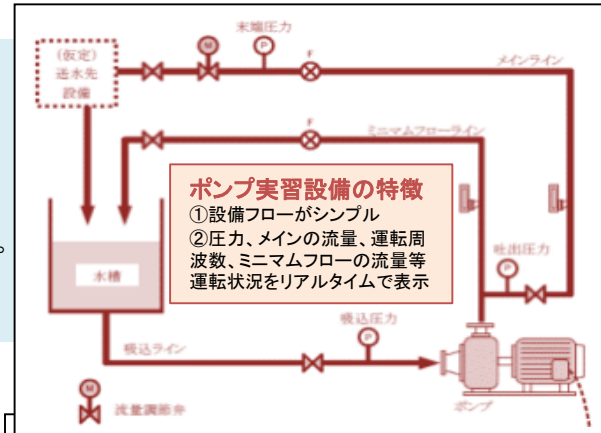 末端圧力
M
P
F
メインライン
(仮定)
送水先
設備
F
ミニマムフローライン
ポンプ実習設備の特徴
①設備フローがシンプル
②圧力、メインの流量、運転周
波数、ミニマムフローの流量等
運転状況をリアルタイムで表示
。
吐出圧力
P
水槽
吸込圧力
P
吸込ライン
M
流量調節弁
ポンプ